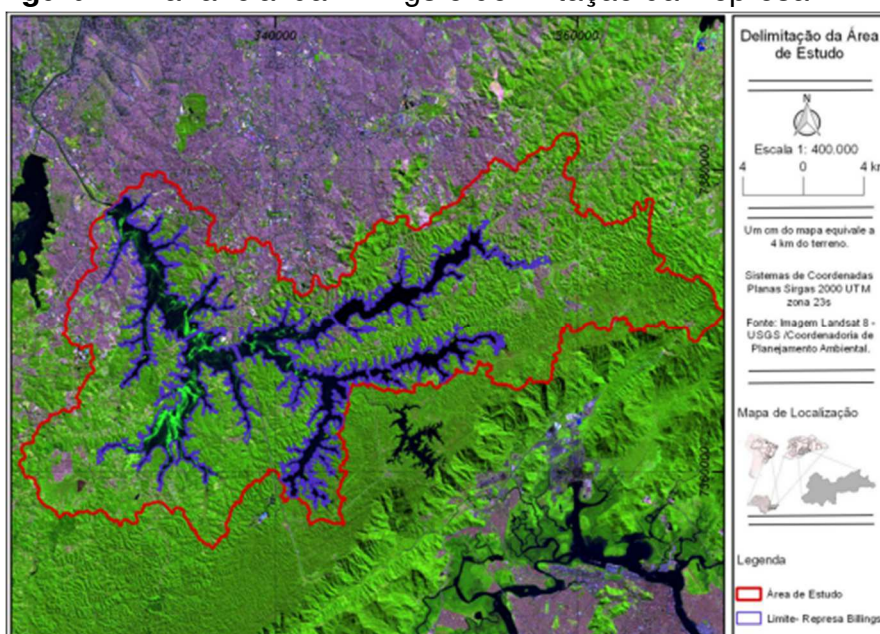 Delimitação da Área
de Estudo
N
Escala 1: 400.000
4 0 4 km
Um cm do mapa equivale a
4 km do terreno.
Sistemas de Coordenadas
Planas Sirgas 2000 UTM
zona 23s
Fonte: Imagem Landsat 8 -
USGS /Coordenadoria de
Planejamento Ambiental.
Mapa de Localização
Legenda
Área de Estudo
Limite- Represa Billings
340000